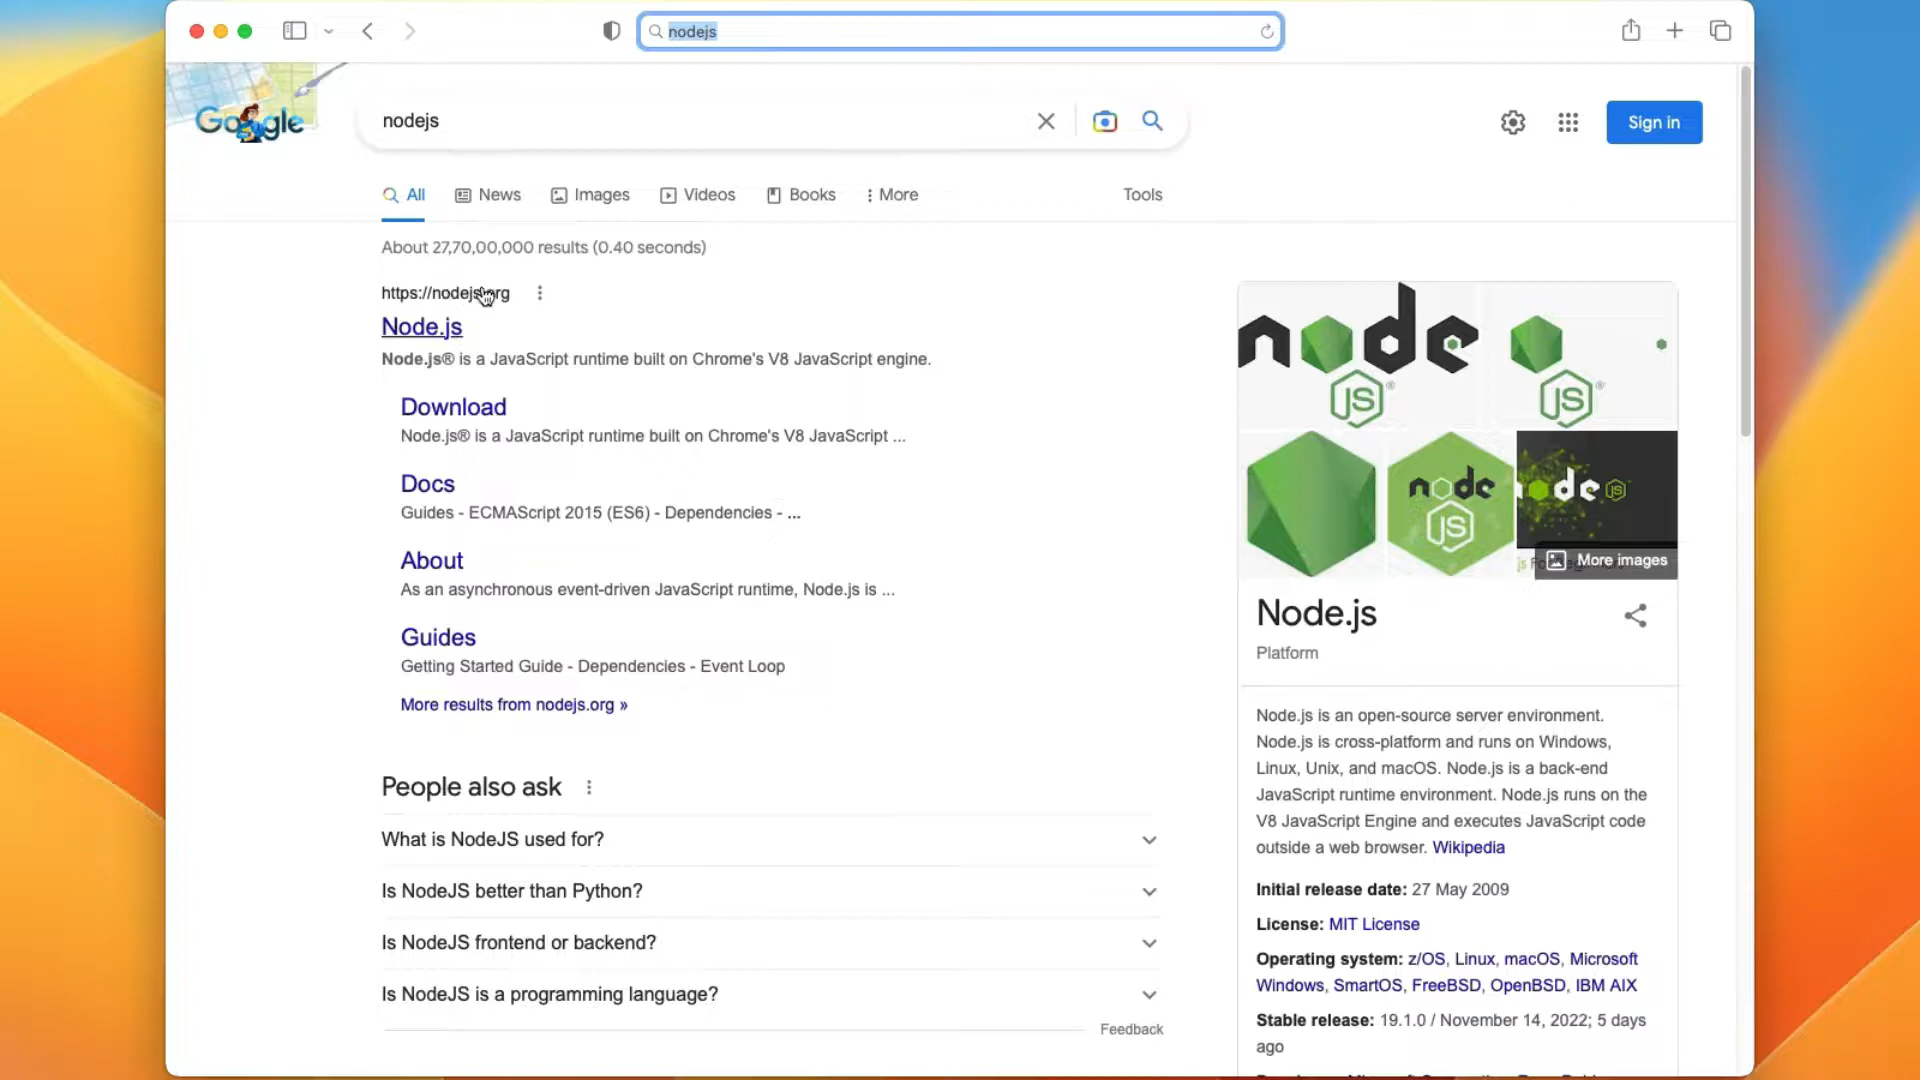 nodejs
Google
nodejs
Sign in
All
News
Images
Videos
Books
More
Tools
About 27,70,00,000 results (0.40 seconds)
https://nodejs.org
Node.js
Node.js® is a JavaScript runtime built on Chrome's V8 JavaScript engine.
Download
Node.js® is a JavaScript runtime built on Chrome's V8 JavaScript ...
Docs
Guides - ECMAScript 2015 (ES6) - Dependencies - ...
About
As an asynchronous event-driven JavaScript runtime, Node.js is ...
Guides
Getting Started Guide - Dependencies - Event Loop
More results from nodejs.org »
People also ask
What is NodeJS used for?
Is NodeJS better than Python?
Is NodeJS frontend or backend?
Is NodeJS is a programming language?
Feedback
node
JS
JS
node
JS
node JS
More images
Node.js
Platform
Node.js is an open-source server environment.
Node.js is cross-platform and runs on Windows,
Linux, Unix, and macOS. Node.js is a back-end
JavaScript runtime environment. Node.js runs on the
V8 JavaScript Engine and executes JavaScript code
outside a web browser. Wikipedia
Initial release date: 27 May 2009
License: MIT License
Operating system: z/OS, Linux, macOS, Microsoft
Windows, SmartOS, FreeBSD, OpenBSD, IBM AIX
Stable release: 19.1.0 / November 14, 2022; 5 days
ago